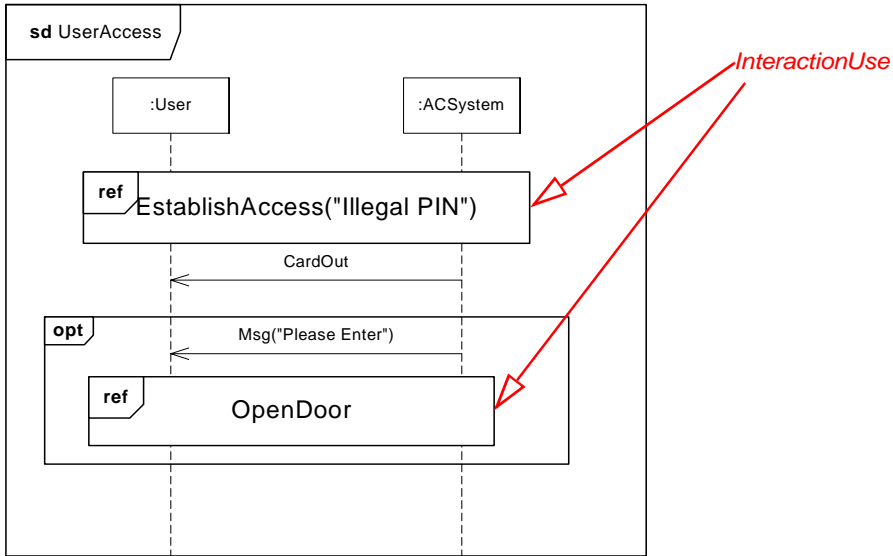 sd UserAccess
InteractionUse
:User
:ACSystem
ref
EstablishAccess("Illegal PIN")
CardOut
opt
Msg("Please Enter")
ref
OpenDoor